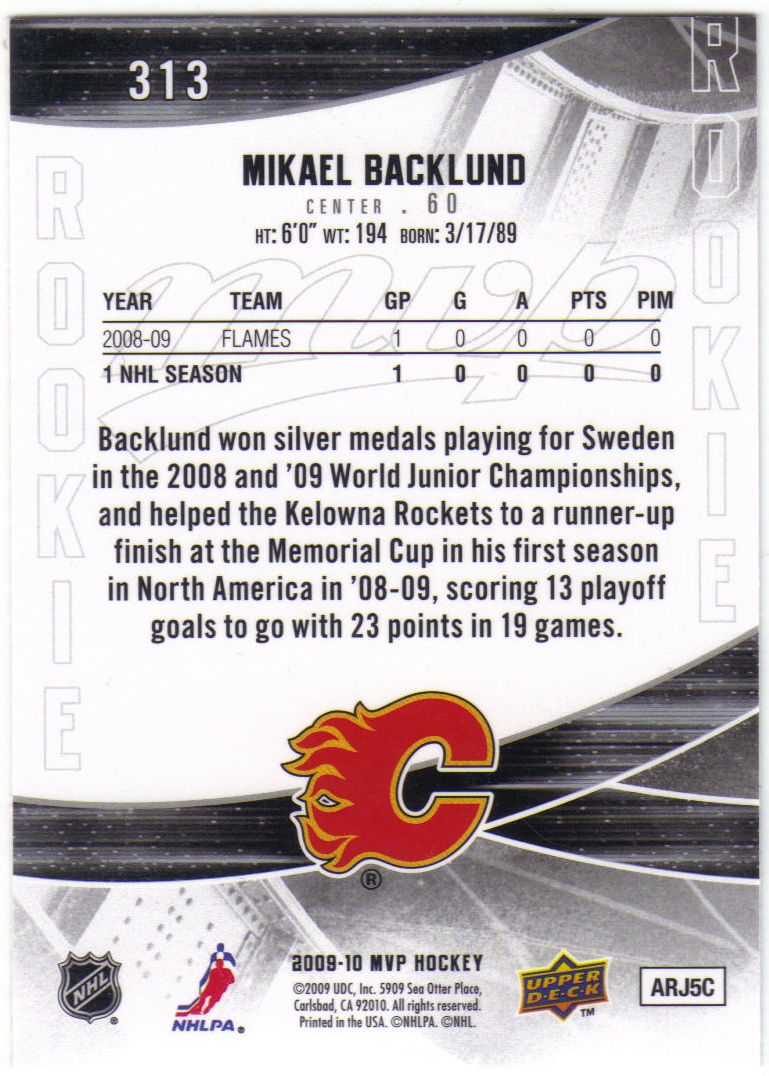 313
ROOKIE
ROOKIE
MIKAEL BACKLUND
CENTER . 60
HT: 6'0" WT: 194 BORN: 3/17/89
mvp
YEAR TEAM GP G A PTS PIM
2008-09 FLAMES 1 0 0 0 0
1 NHL SEASON 1 0 0 0 0
Backlund won silver medals playing for Sweden
in the 2008 and '09 World Junior Championships,
and helped the Kelowna Rockets to a runner-up
finish at the Memorial Cup in his first season
in North America in '08-09, scoring 13 playoff
goals to go with 23 points in 19 games.
C
®
NHL ®
NHLPA®
2009-10 MVP HOCKEY
©2009 UDC, Inc. 5909 Sea Otter Place,
Carlsbad, CA 92010. All rights reserved.
Printed in the USA. ©NHLPA. ©NHL.
UPPER
D·E·C·K
™
ARJ5C